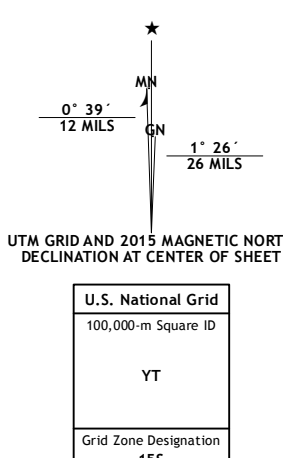 MN
0° 39´
12 MILS
GN
1° 26´
26 MILS
UTM GRID AND 2015 MAGNETIC NORT
DECLINATION AT CENTER OF SHEET
U.S. National Grid
100,000-m Square ID
YT
Grid Zone Designation
15S